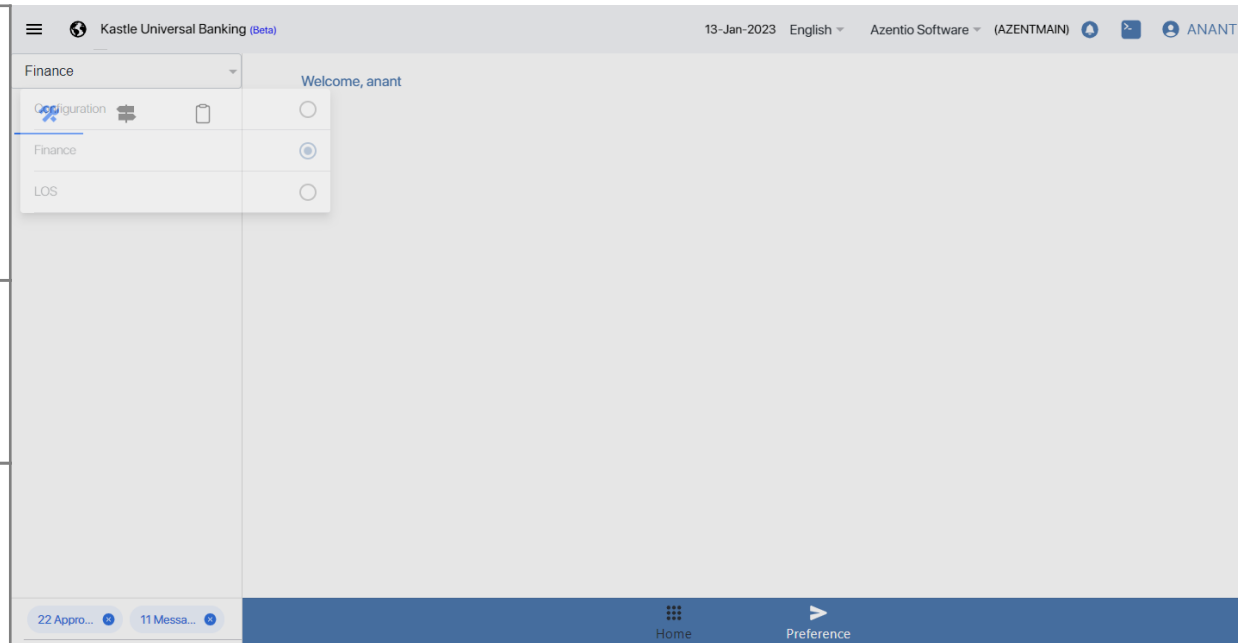 Kastle Universal Banking (Beta) 13-Jan-2023 English Azentio Software (AZENTMAIN) ANANT
Finance
Welcome, anant
Configuration
Finance
LOS
22 Appro... 11 Messa...
Home Preference